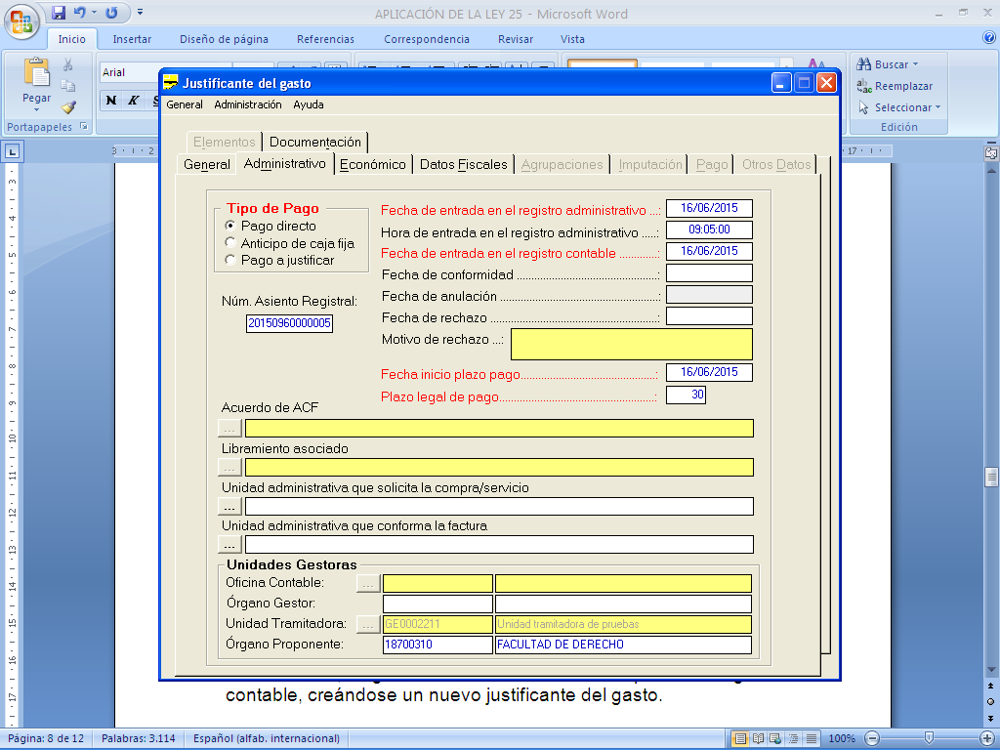 APLICACIÓN DE LA LEY 25 - Microsoft Word
Inicio Insertar Diseño de página Referencias Correspondencia Revisar Vista
Pegar
Portapapeles
Arial
N K S
Buscar
Reemplazar
Seleccionar
Edición
Justificante del gasto
General Administración Ayuda
Elementos Documentación
General Administrativo Económico Datos Fiscales Agrupaciones Imputación Pago Otros Datos
Tipo de Pago
Pago directo
Anticipo de caja fija
Pago a justificar
Núm. Asiento Registral:
20150960000005
Fecha de entrada en el registro administrativo ...: 16/06/2015
Hora de entrada en el registro administrativo .....: 09:05:00
Fecha de entrada en el registro contable ............: 16/06/2015
Fecha de conformidad ...................................:
Fecha de anulación .......................................:
Fecha de rechazo .........................................:
Motivo de rechazo ...:
Fecha inicio plazo pago..................................: 16/06/2015
Plazo legal de pago.......................................: 30
Acuerdo de ACF
...
Libramiento asociado
...
Unidad administrativa que solicita la compra/servicio
...
Unidad administrativa que conforma la factura
...
Unidades Gestoras
Oficina Contable: ...
Órgano Gestor:
Unidad Tramitadora: ... GE0002211 Unidad tramitadora de pruebas
Órgano Proponente: 18700310 FACULTAD DE DERECHO
contable, creándose un nuevo justificante del gasto.
Página: 8 de 12 Palabras: 3.114 Español (alfab. internacional) 100%